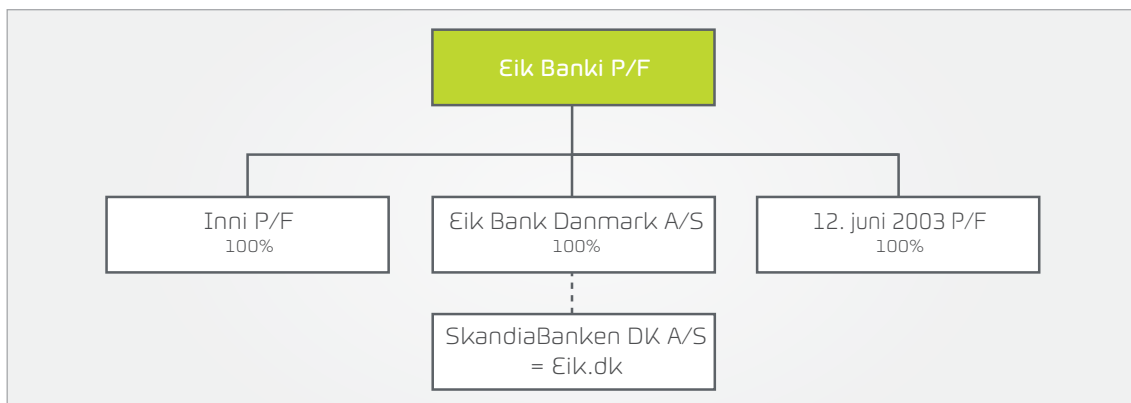 Eik Banki P/F
Inni P/F
100%
Eik Bank Danmark A/S
100%
12. juni 2003 P/F
100%
SkandiaBanken DK A/S
= Eik.dk